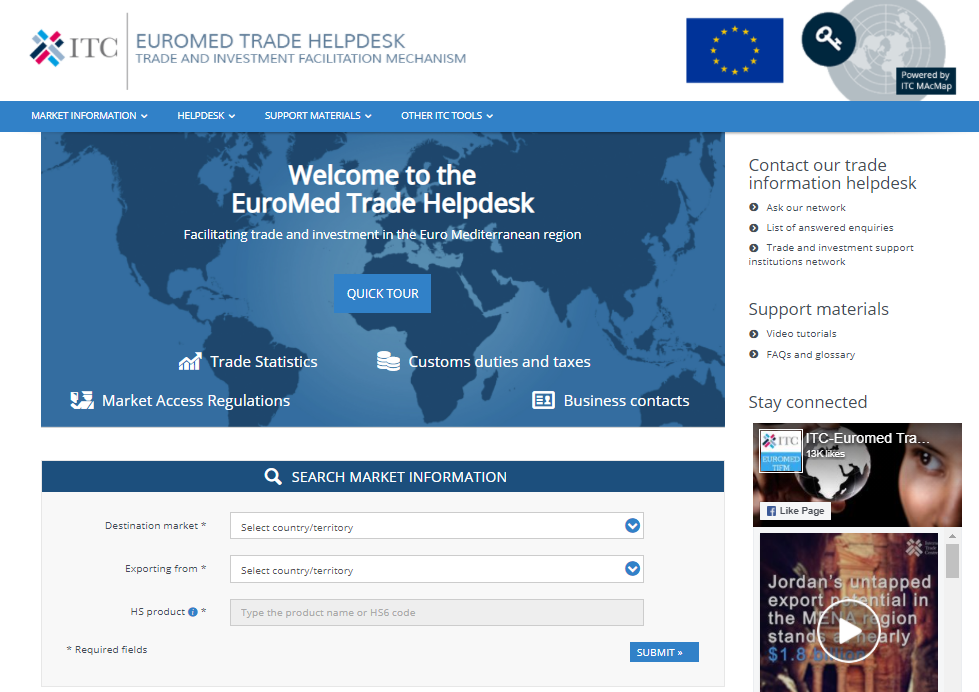 ITC
EUROMED TRADE HELPDESK
TRADE AND INVESTMENT FACILITATION MECHANISM
Powered by
ITC MAcMap
MARKET INFORMATION
HELPDESK
SUPPORT MATERIALS
OTHER ITC TOOLS
Welcome to the
EuroMed Trade Helpdesk
Facilitating trade and investment in the Euro Mediterranean region
QUICK TOUR
Trade Statistics
Customs duties and taxes
Market Access Regulations
Business contacts
SEARCH MARKET INFORMATION
Destination market *
Select country/territory
Exporting from *
Select country/territory
HS product *
Type the product name or HS6 code
* Required fields
SUBMIT »
Contact our trade
information helpdesk
Ask our network
List of answered enquiries
Trade and investment support
institutions network
Support materials
Video tutorials
FAQs and glossary
Stay connected
ITC
EUROMED
TIFM
ITC-Euromed Tra...
13K likes
Like Page
Jordan's untapped
export potential in
the MENA region
stands at nearly
$1.8 billion